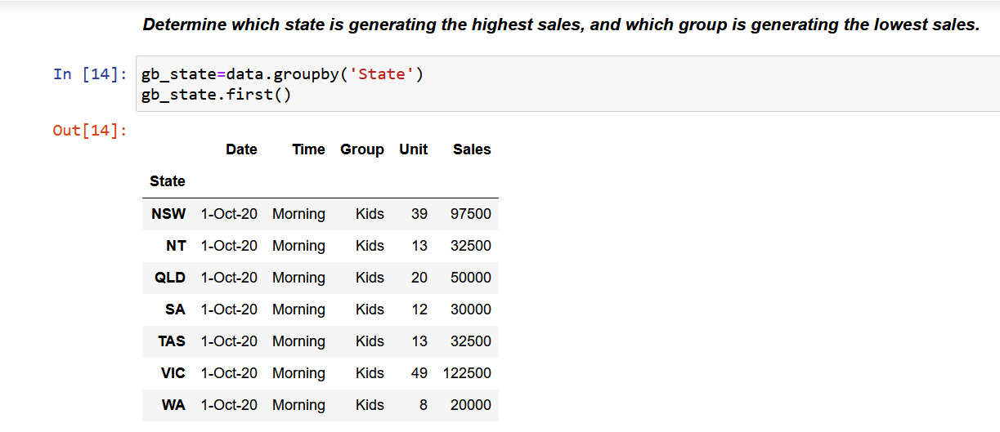 Determine which state is generating the highest sales, and which group is generating the lowest sales.
In [14]: gb_state=data.groupby('State')
gb_state.first()
Out[14]:
Date Time Group Unit Sales
State
NSW 1-Oct-20 Morning Kids 39 97500
NT 1-Oct-20 Morning Kids 13 32500
QLD 1-Oct-20 Morning Kids 20 50000
SA 1-Oct-20 Morning Kids 12 30000
TAS 1-Oct-20 Morning Kids 13 32500
VIC 1-Oct-20 Morning Kids 49 122500
WA 1-Oct-20 Morning Kids 8 20000